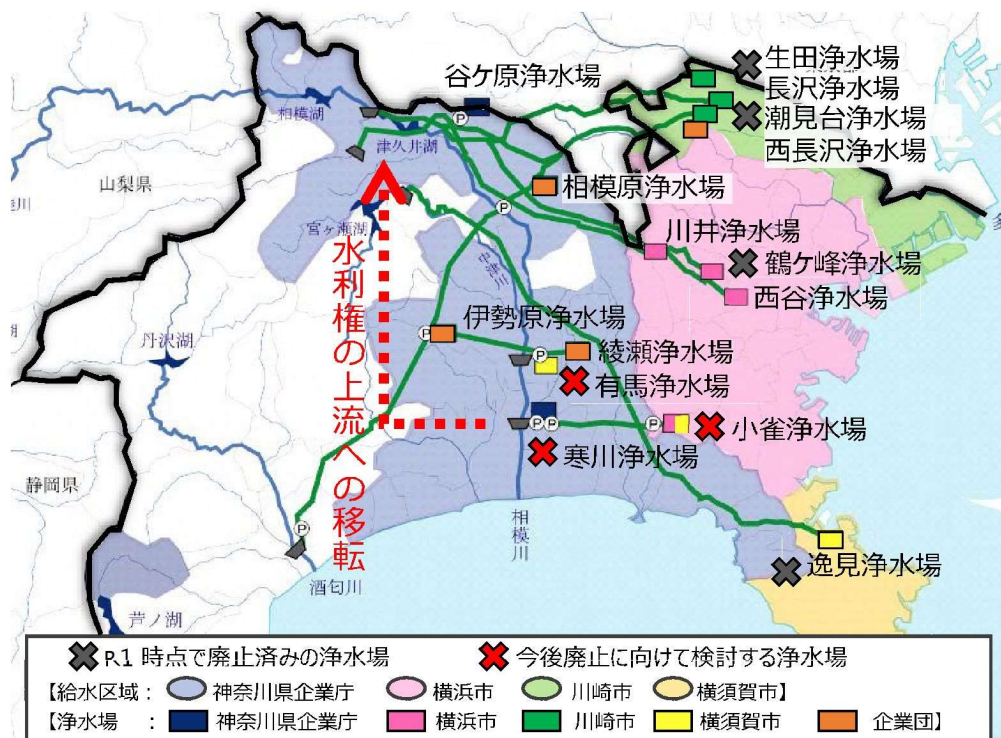 谷ケ原浄水場
生田浄水場
長沢浄水場
潮見台浄水場
西長沢浄水場
相模湖
P
津久井湖
山梨県
相模原浄水場
P
宮ヶ瀬湖
川井浄水場
鶴ケ峰浄水場
西谷浄水場
中津川
水利権の上流への移転
丹沢湖
伊勢原浄水場
P
P
綾瀬浄水場
有馬浄水場
P P
P
小雀浄水場
寒川浄水場
静岡県
相模川
P
酒匂川
逸見浄水場
芦ノ湖
P.1 時点で廃止済みの浄水場
今後廃止に向けて検討する浄水場
【給水区域: 神奈川県企業庁 横浜市 川崎市 横須賀市】
【浄水場 : 神奈川県企業庁 横浜市 川崎市 横須賀市 企業団】